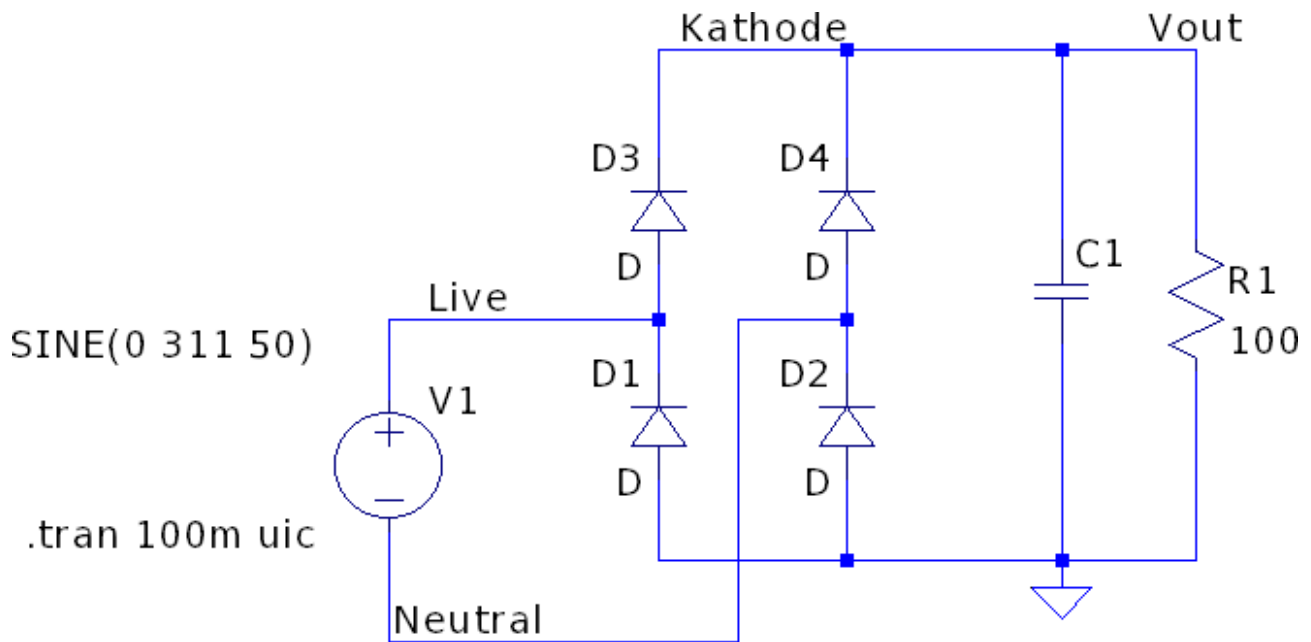 Kathode
Vout
D3
D4
D
D
C1
R1
100
Live
SINE(0 311 50)
D1
D2
V1
D
D
.tran 100m uic
Neutral